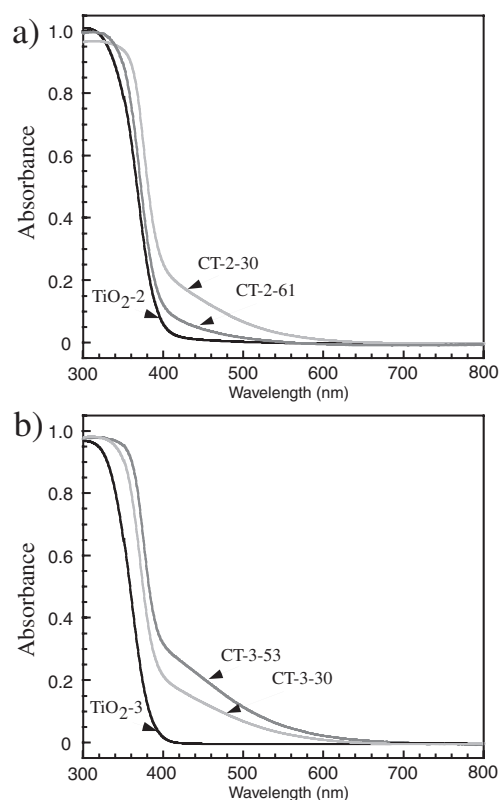 a)
1.0
0.8
0.6
0.4
0.2
0
Absorbance
CT-2-30
CT-2-61
TiO₂-2
300 400 500 600 700 800
Wavelength (nm)
b)
1.0
0.8
0.6
0.4
0.2
0
Absorbance
CT-3-53
CT-3-30
TiO₂-3
300 400 500 600 700 800
Wavelength (nm)